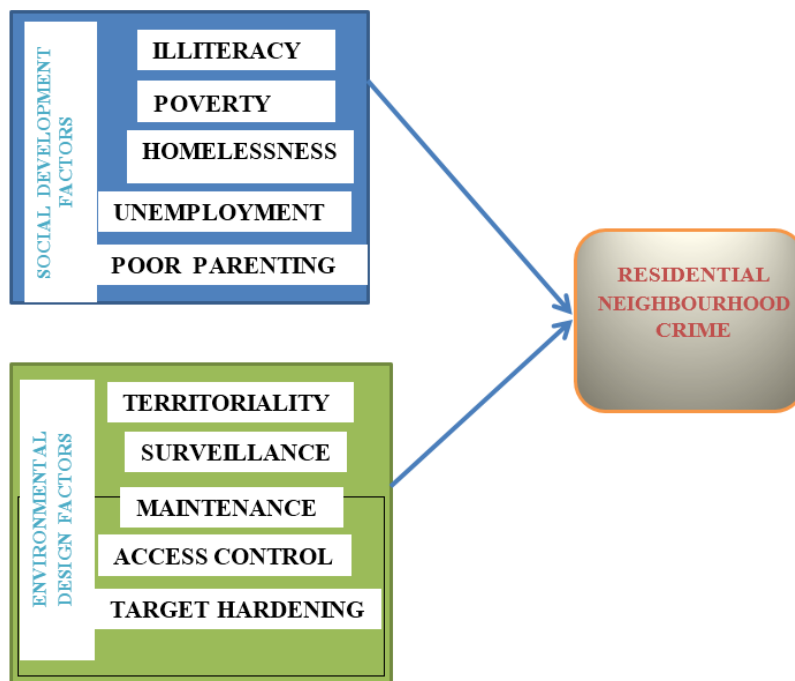 SOCIAL DEVELOPMENT
FACTORS
ILLITERACY
POVERTY
HOMELESSNESS
UNEMPLOYMENT
POOR PARENTING
RESIDENTIAL
NEIGHBOURHOOD
CRIME
ENVIRONMENTAL
DESIGN FACTORS
TERRITORIALITY
SURVEILLANCE
MAINTENANCE
ACCESS CONTROL
TARGET HARDENING